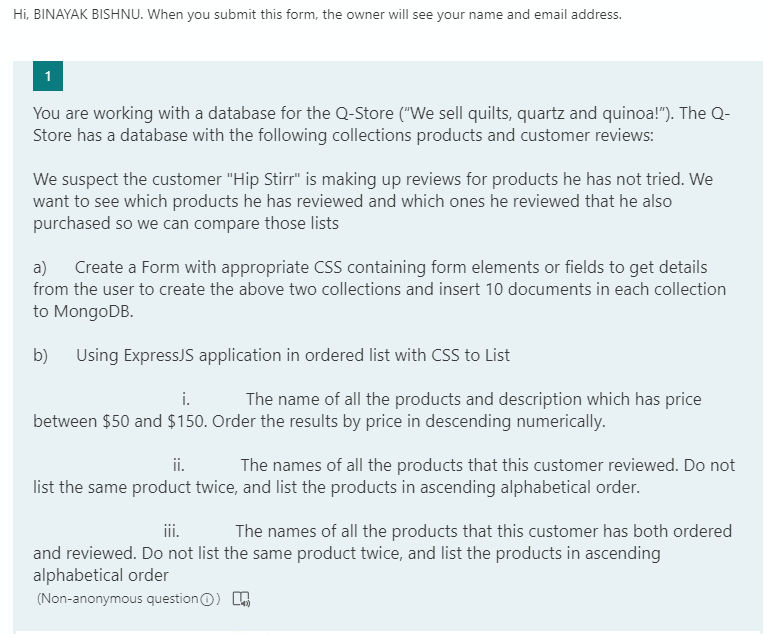 Hi, BINAYAK BISHNU. When you submit this form, the owner will see your name and email address.
1
You are working with a database for the Q-Store ("We sell quilts, quartz and quinoa!"). The Q-
Store has a database with the following collections products and customer reviews:
We suspect the customer "Hip Stirr" is making up reviews for products he has not tried. We
want to see which products he has reviewed and which ones he reviewed that he also
purchased so we can compare those lists
a) Create a Form with appropriate CSS containing form elements or fields to get details
from the user to create the above two collections and insert 10 documents in each collection
to MongoDB.
b) Using ExpressJS application in ordered list with CSS to List
i. The name of all the products and description which has price
between $50 and $150. Order the results by price in descending numerically.
ii. The names of all the products that this customer reviewed. Do not
list the same product twice, and list the products in ascending alphabetical order.
iii. The names of all the products that this customer has both ordered
and reviewed. Do not list the same product twice, and list the products in ascending
alphabetical order
(Non-anonymous question)